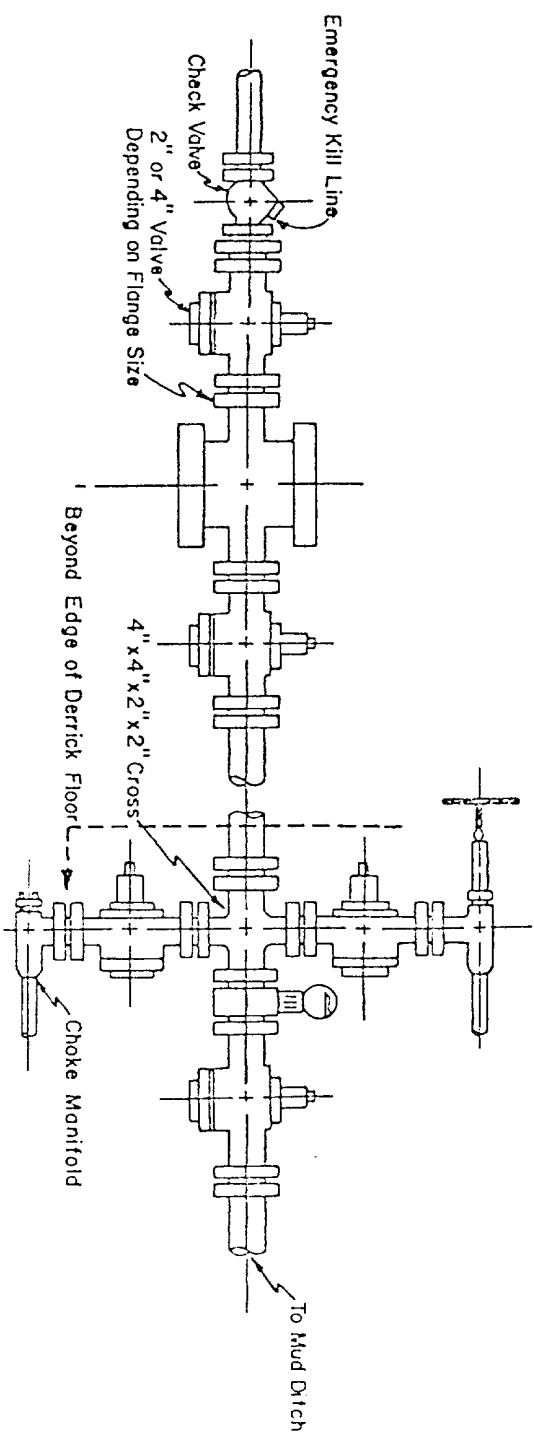 Emergency Kill Line
Check Valve
2" or 4" Valve
Depending on Flange Size
Beyond Edge of Derrick Floor
4"x4"x2"x2" Cross
Choke Manifold
To Mud Ditch